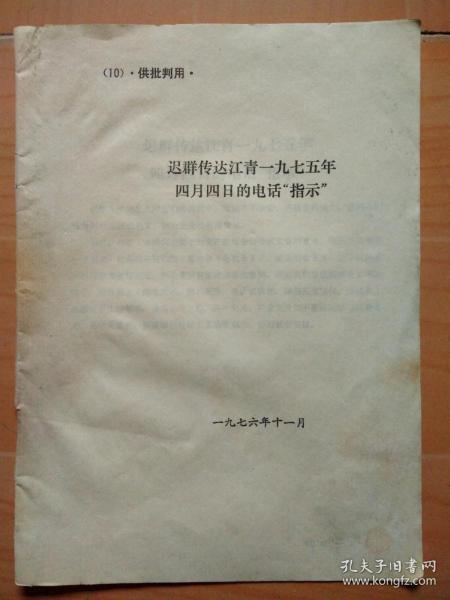 （10）·供批判用·
迟群传达江青一九七五年
四月四日的电话“指示”
一九七六年十一月
孔夫子旧书网
www.kongfz.com